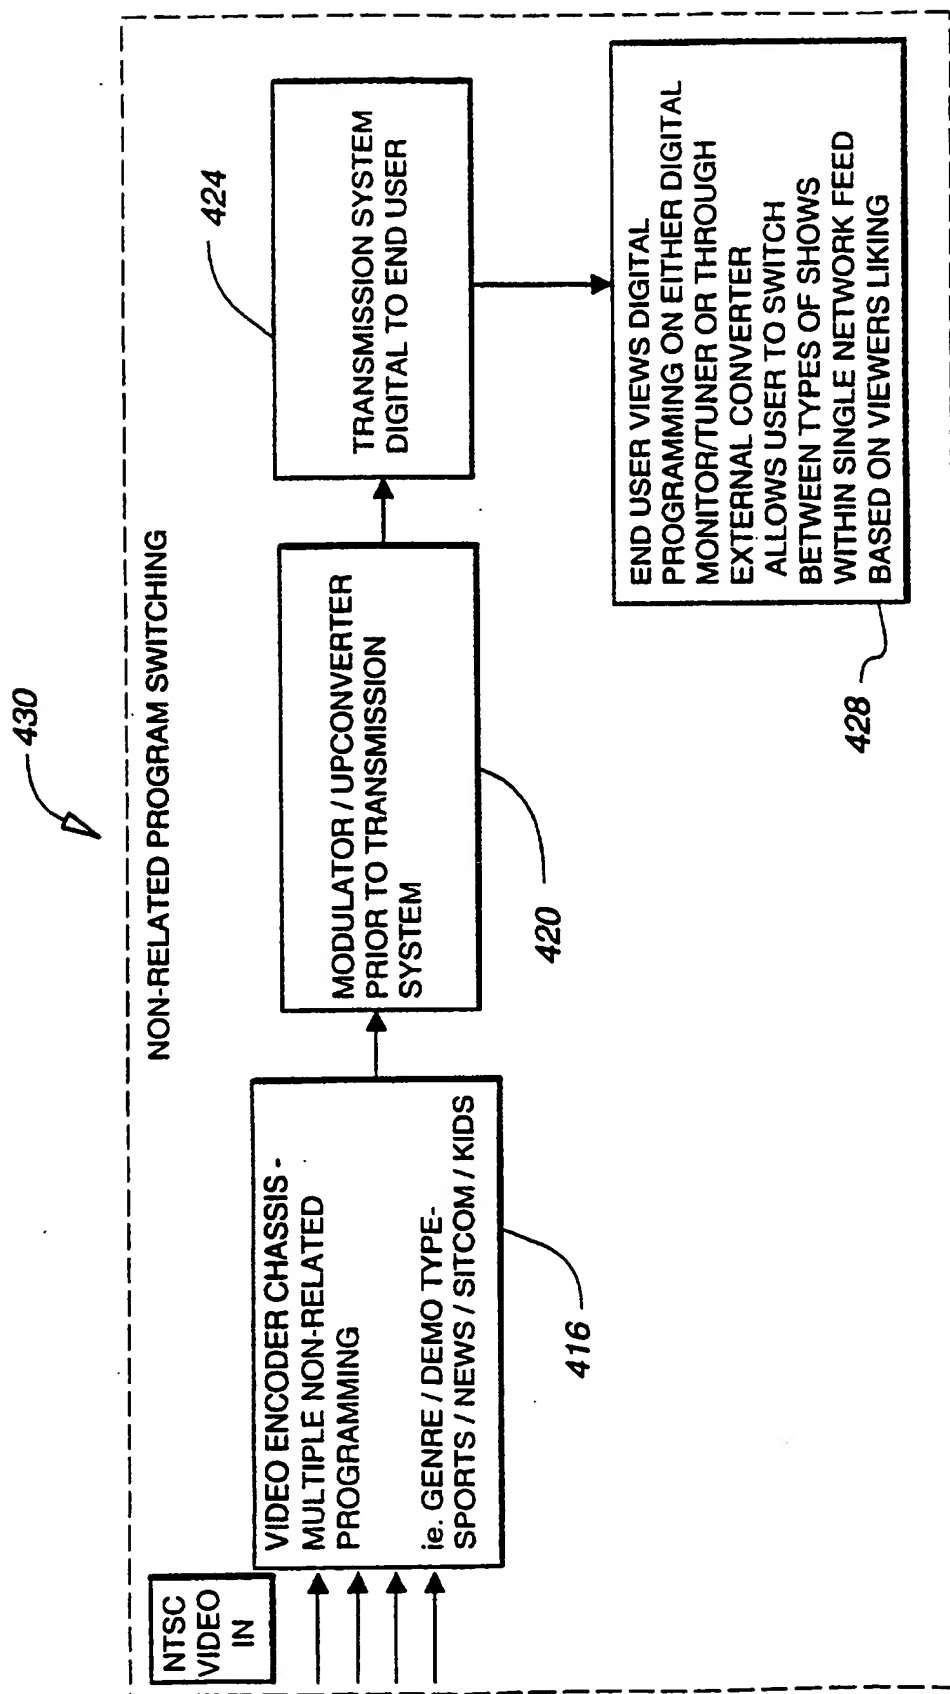 430
NON-RELATED PROGRAM SWITCHING
NTSC
VIDEO
IN
VIDEO ENCODER CHASSIS -
MULTIPLE NON-RELATED
PROGRAMMING
ie. GENRE / DEMO TYPE-
SPORTS / NEWS / SITCOM / KIDS
416
MODULATOR / UPCONVERTER
PRIOR TO TRANSMISSION
SYSTEM
420
TRANSMISSION SYSTEM
DIGITAL TO END USER
424
END USER VIEWS DIGITAL
PROGRAMMING ON EITHER DIGITAL
MONITOR/TUNER OR THROUGH
EXTERNAL CONVERTER
ALLOWS USER TO SWITCH
BETWEEN TYPES OF SHOWS
WITHIN SINGLE NETWORK FEED
BASED ON VIEWERS LIKING
428